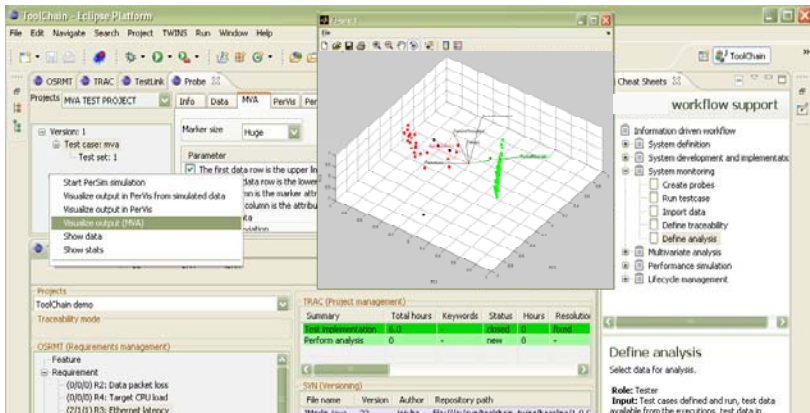 ToolChain - Eclipse Platform
File Edit Navigate Search Project TWINS Run Window Help
ToolChain
OSRMT TRAC TestLink Probe
Cheat Sheets
Projects MVA TEST PROJECT
Info Data MVA PerVis
workflow support
Version: 1
Test case: mva
Test set: 1
Marker size Huge
Parameter
The first data row is the upper
data row is the lower
is the marker
column is the
Start PerSim simulation
Visualize output in PerVis from simulated data
Visualize output in PerVis
Visualize output (MVA)
Show data
Show stats
Information driven workflow
System definition
System development and
System monitoring
Create probes
Run testcase
Import data
Define traceability
Define analysis
Multivariate analysis
Performance simulation
Lifecycle management
Projects
ToolChain demo
Traceability mode
OSRMT (Requirements management)
Feature
Requirement
(0/0/0) R2: Data packet loss
(0/0/0) R4: Target CPU load
(2/1/1) R3: Ethernet latency
TRAC (Project management)
Summary Total hours Keywords Status Hours Resolution
Test implementation 6.0 - closed 0 fixed
Perform analysis 0 - new 0 -
SVN (Versioning)
File name Version Author Repository path
Define analysis
Select data for analysis.
Role: Tester
Input: Test cases defined and run, test data
available from the executions, test data in